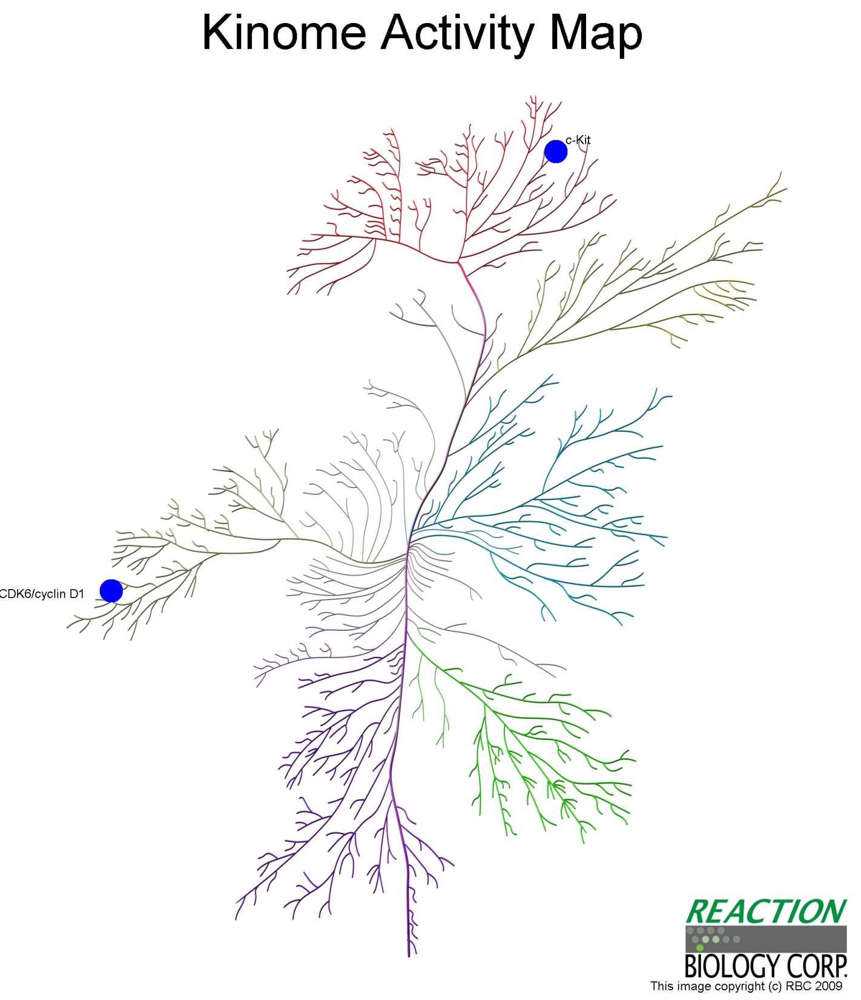 Kinome Activity Map
c-Kit
CDK6/cyclin D1
REACTION
BIOLOGY CORP.
This image copyright (c) RBC 2009